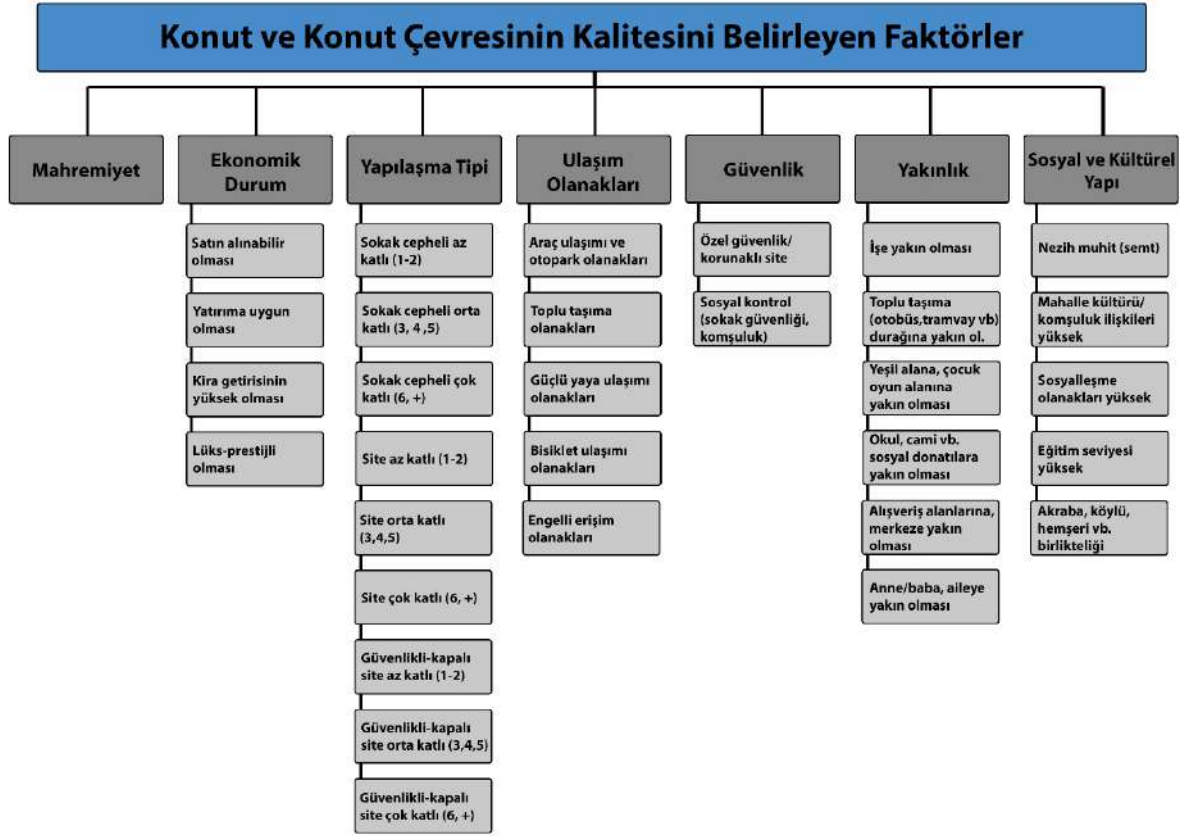 Konut ve Konut Çevresinin Kalitesini Belirleyen Faktörler
Mahremiyet
Ekonomik
Durum
Satın alınabilir
olması
Yatırıma uygun
olması
Kira getirisinin
yüksek olması
Lüks-prestijli
olması
Yapılaşma Tipi
Sokak cepheli az
katlı (1-2)
Sokak cepheli orta
katlı (3, 4 ,5)
Sokak cepheli çok
katlı (6, +)
Site az katlı (1-2)
Site orta katlı
(3,4,5)
Site çok katlı (6, +)
Güvenlikli-kapalı
site az katlı (1-2)
Güvenlikli-kapalı
site orta katlı (3,4,5)
Güvenlikli-kapalı
site çok katlı (6, +)
Ulaşım
Olanakları
Araç ulaşımı ve
otopark olanakları
Toplu taşıma
olanakları
Güçlü yaya ulaşımı
olanakları
Bisiklet ulaşımı
olanakları
Engelli erişim
olanakları
Güvenlik
Özel güvenlik/
korunaklı site
Sosyal kontrol
(sokak güvenliği,
komşuluk)
Yakınlık
İşe yakın olması
Toplu taşıma
(otobüs,tramvay vb)
durağına yakın ol.
Yeşil alana, çocuk
oyun alanına
yakın olması
Okul, cami vb.
sosyal donatılara
yakın olması
Alışveriş alanlarına,
merkeze yakın
olması
Anne/baba, aileye
yakın olması
Sosyal ve Kültürel
Yapı
Nezih muhit (semt)
Mahalle kültürü/
komşuluk ilişkileri
yüksek
Sosyalleşme
olanakları yüksek
Eğitim seviyesi
yüksek
Akraba, köylü,
hemşeri vb.
birlikteliği